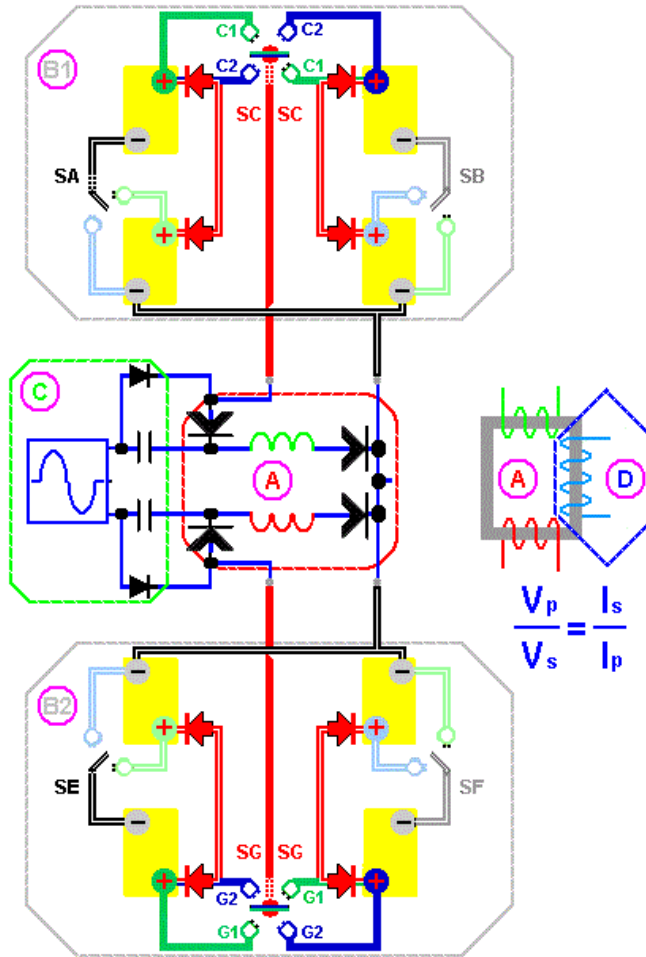 C1 C2
B1
C2 C1
+ +
SC SC
− −
SA SB
+ +
− −
C
A
A D
Vp/Vs = Is/Ip
− −
B2
+ +
SE SF
− −
SG SG
+ +
G2 G1
G1 G2